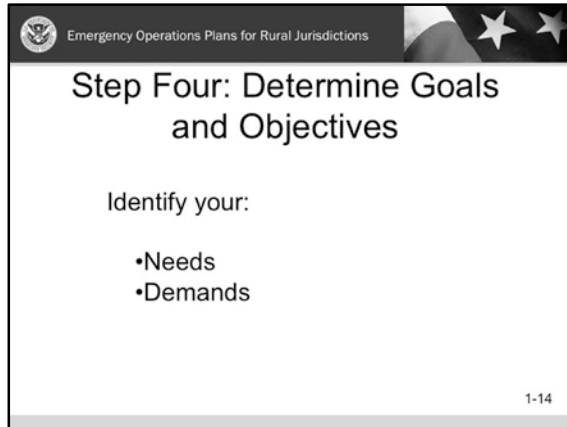 Emergency Operations Plans for Rural Jurisdictions
Step Four: Determine Goals
and Objectives
Identify your:
•Needs
•Demands
1-14